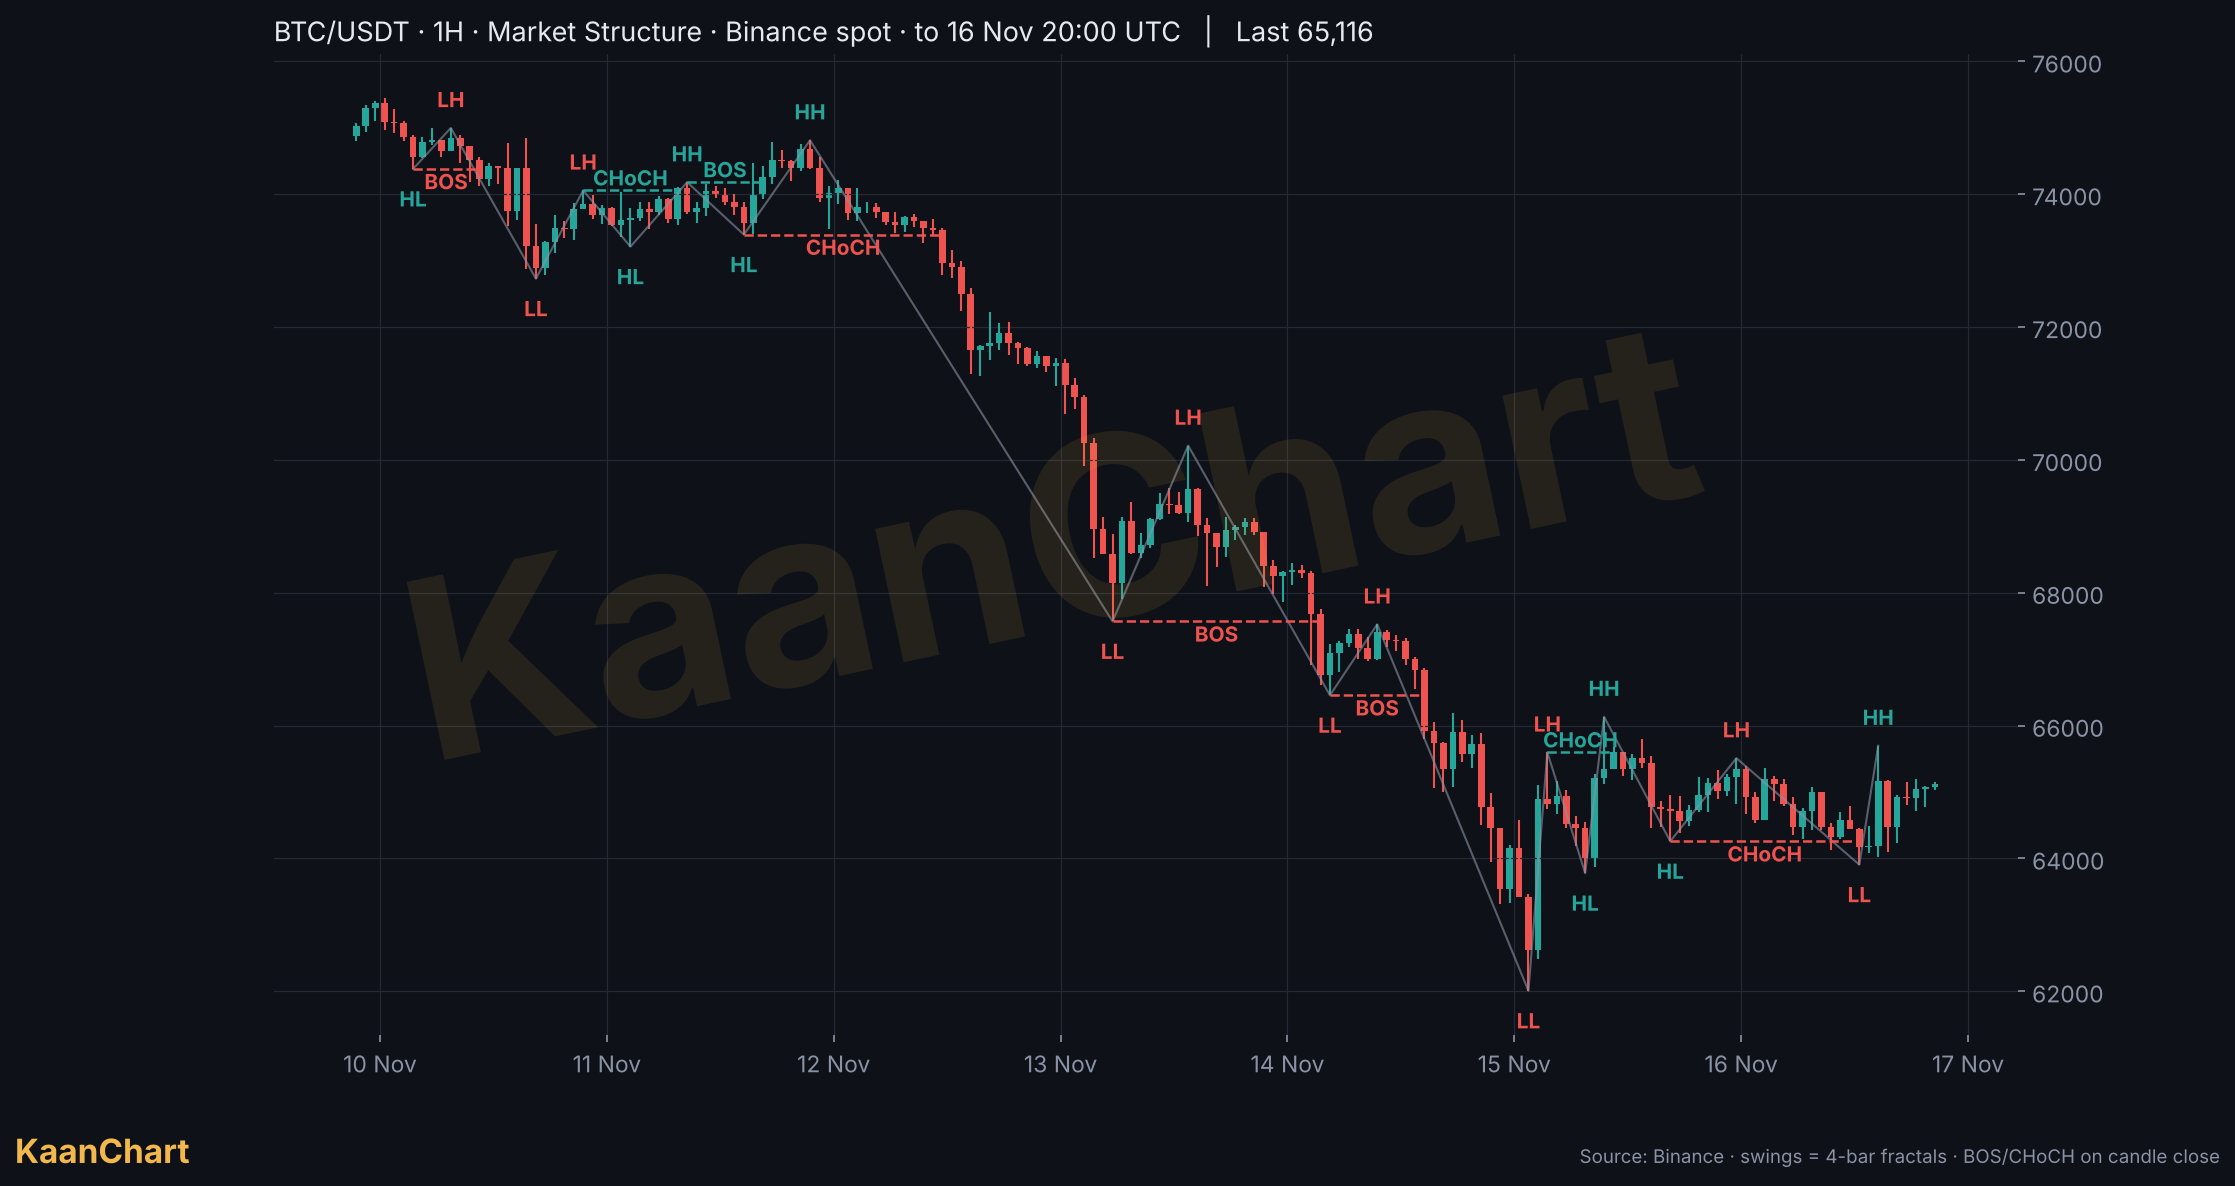 BTC/USDT · 1H · Market Structure · Binance spot · to 16 Nov 20:00 UTC | Last 65,116
76000
74000
72000
70000
68000
66000
64000
62000
LH
BOS
HL
LL
LH
CHoCH
HL
HH
BOS
HL
HH
CHoCH
LL
LH
BOS
LL
LH
BOS
LL
LH
CHoCH
HL
HH
HL
LH
CHoCH
LL
HH
KaanChart
10 Nov
11 Nov
12 Nov
13 Nov
14 Nov
15 Nov
16 Nov
17 Nov
KaanChart
Source: Binance · swings = 4-bar fractals · BOS/CHoCH on candle close